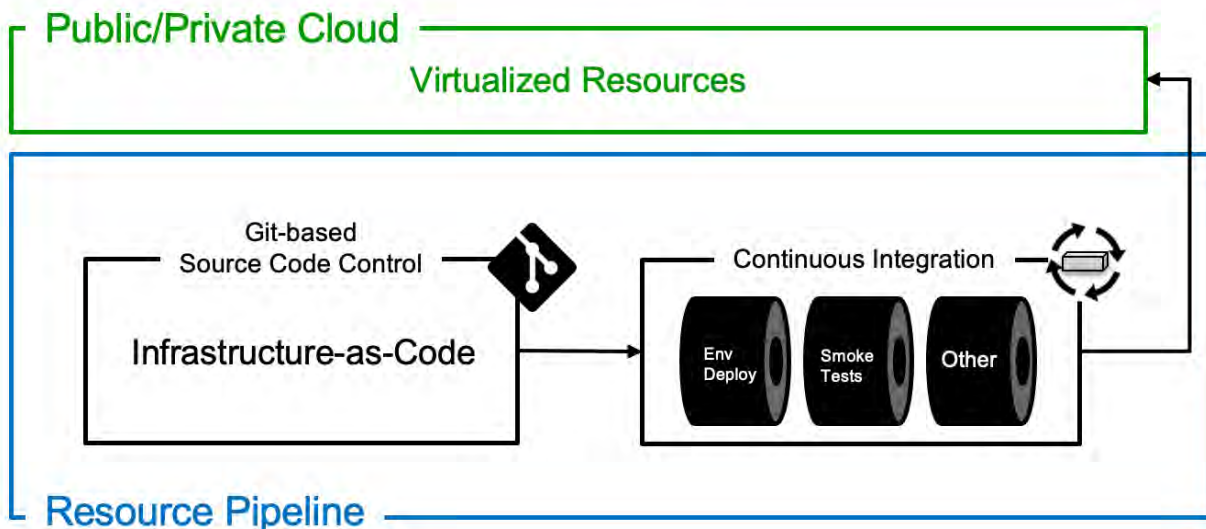 Public/Private Cloud
Virtualized Resources
Git-based
Source Code Control
Infrastructure-as-Code
Continuous Integration
Env
Deploy
Smoke
Tests
Other
Resource Pipeline